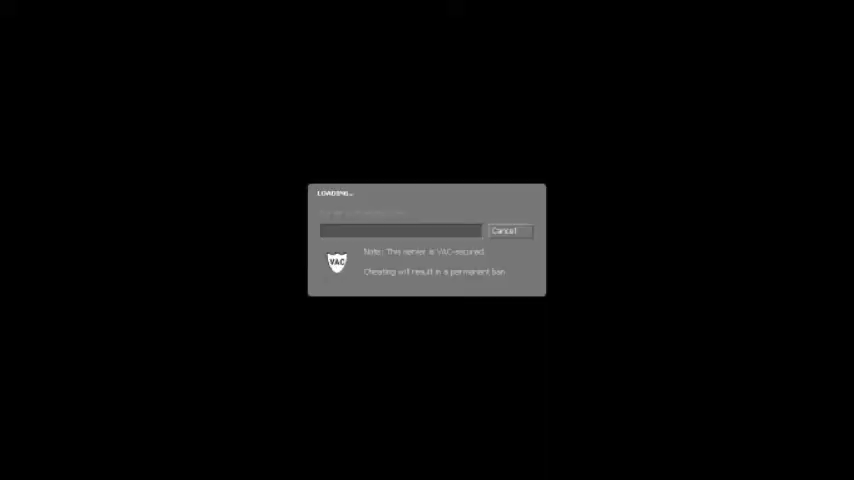 LOADING...
Cancel
Note: This server is VAC-secured.
VAC
Cheating will result in a permanent ban